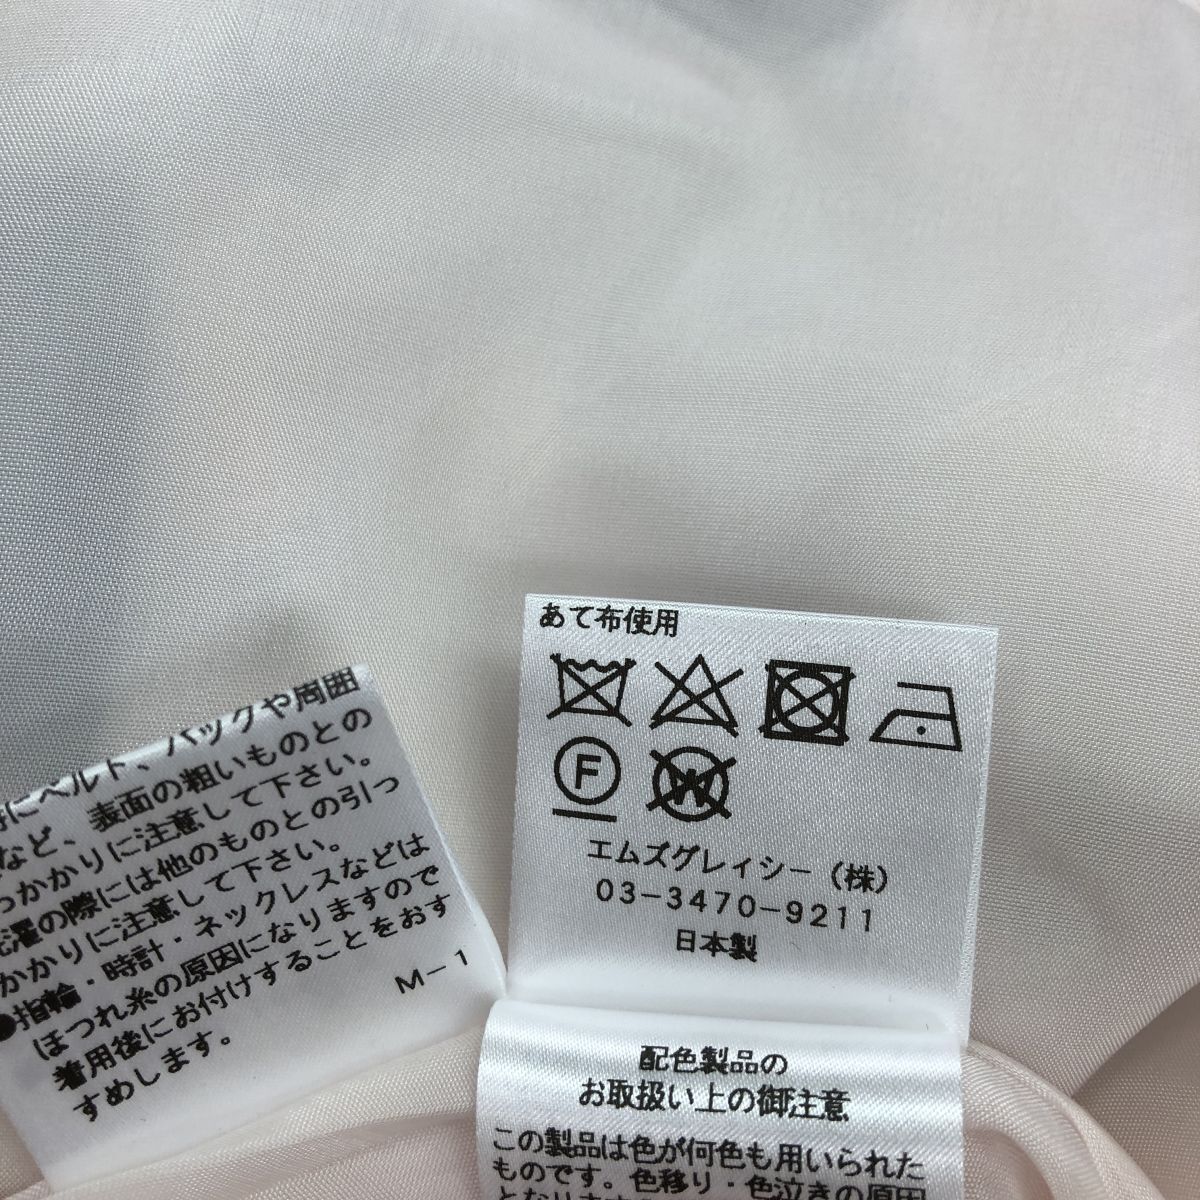 あて布使用
F
W
エムズグレイシー（株）
03-3470-9211
日本製
配色製品の
お取扱い上の御注意
この製品は色が何色も用いられた
ものです。色移り・色泣きの原因
にベルト、バックや周囲
など、表面の粗いものとの
っかかりに注意して下さい。
濯の際には他のものとの引っ
かかりに注意して下さい。
●指輪・時計・ネックレスなどは
ほつれ糸の原因になりますので
着用後にお付けすることをおす
すめします。
M-1